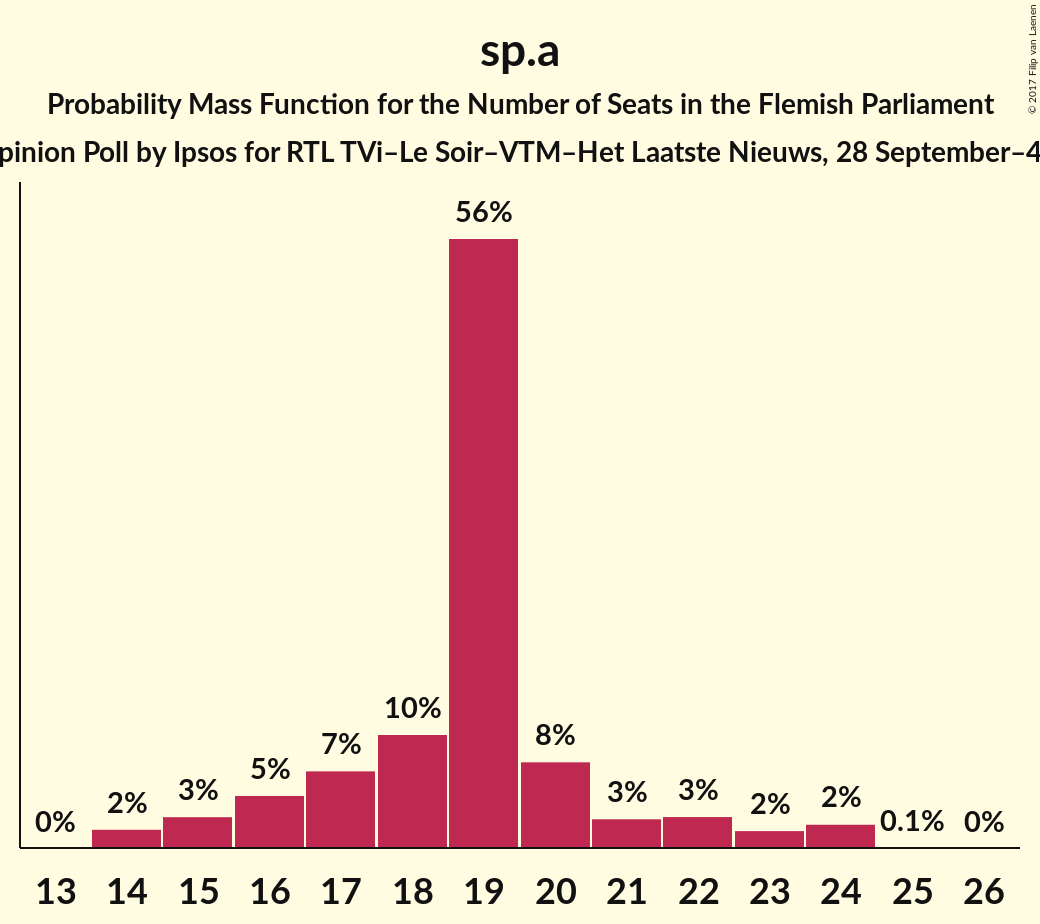 sp.a
Probability Mass Function for the Number of Seats in the Flemish Parliament
pinion Poll by Ipsos for RTL TVi–Le Soir–VTM–Het Laatste Nieuws, 28 September–4
© 2017 Filip van Laenen
56%
10%
8%
7%
5%
3%
3%
3%
2%
2%
2%
0%
0.1%
0%
13 14 15 16 17 18 19 20 21 22 23 24 25 26